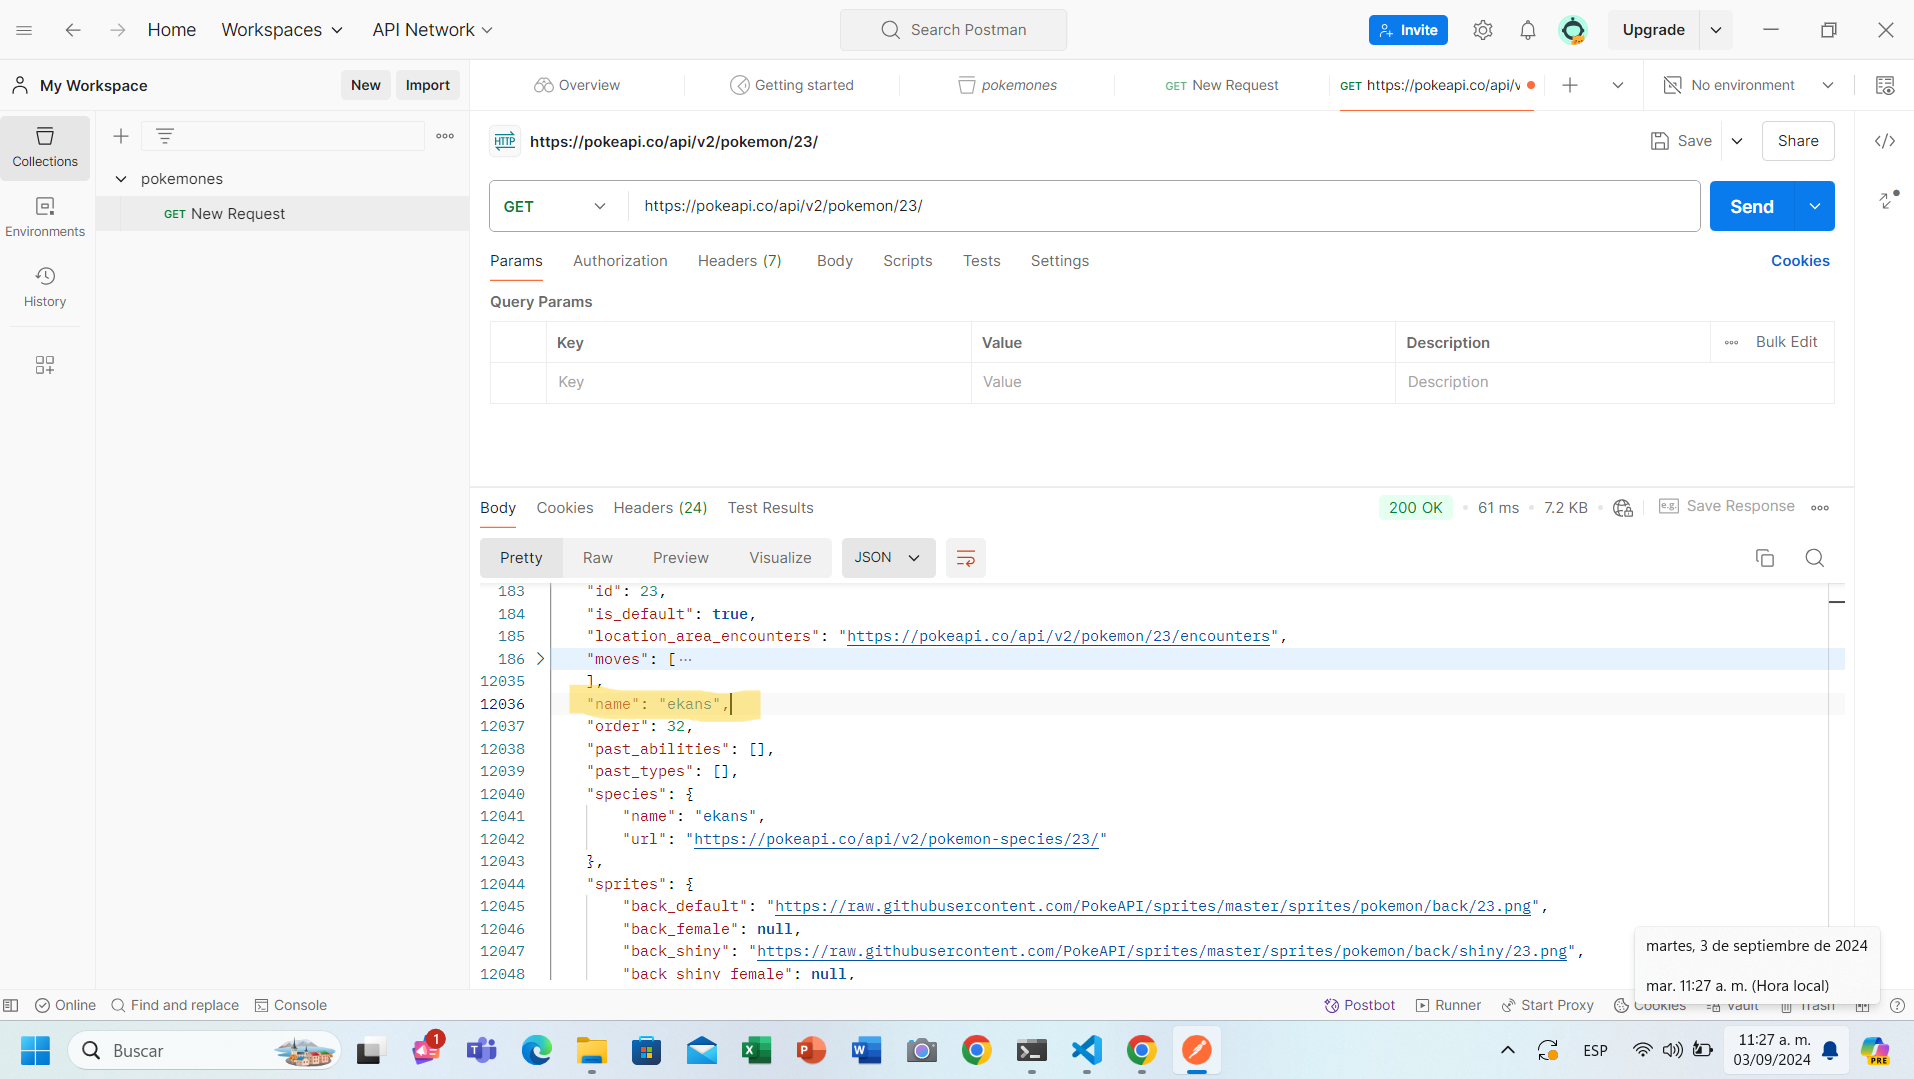 Home
Workspaces
API Network
Search Postman
Invite
Upgrade
My Workspace
New
Import
Overview
Getting started
pokemones
GET New Request
GET https://pokeapi.co/api/v
No environment
Collections
Environments
History
pokemones
GET New Request
HTTP https://pokeapi.co/api/v2/pokemon/23/
Save
Share
GET
https://pokeapi.co/api/v2/pokemon/23/
Send
Params
Authorization
Headers (7)
Body
Scripts
Tests
Settings
Cookies
Query Params
Key
Value
Description
Bulk Edit
Key
Value
Description
Body
Cookies
Headers (24)
Test Results
200 OK
61 ms
7.2 KB
e.g. Save Response
Pretty
Raw
Preview
Visualize
JSON
183 "id": 23,
184 "is_default": true,
185 "location_area_encounters": "https://pokeapi.co/api/v2/pokemon/23/encounters",
186 "moves": [ ...
12035 ],
12036 "name": "ekans",
12037 "order": 32,
12038 "past_abilities": [],
12039 "past_types": [],
12040 "species": {
12041 "name": "ekans",
12042 "url": "https://pokeapi.co/api/v2/pokemon-species/23/"
12043 },
12044 "sprites": {
12045 "back_default": "https://raw.githubusercontent.com/PokeAPI/sprites/master/sprites/pokemon/back/23.png",
12046 "back_female": null,
12047 "back_shiny": "https://raw.githubusercontent.com/PokeAPI/sprites/master/sprites/pokemon/back/shiny/23.png",
12048 "back_shiny_female": null,
martes, 3 de septiembre de 2024
mar. 11:27 a. m. (Hora local)
Online
Find and replace
Console
Postbot
Runner
Start Proxy
Cookies
Vault
Trash
Buscar
1
ESP
11:27 a. m.
03/09/2024
PRE